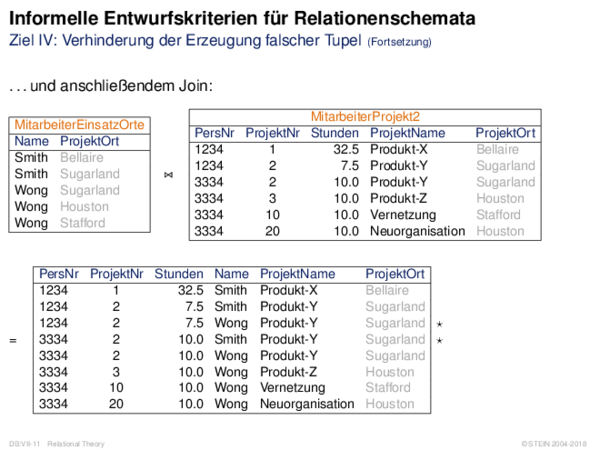 Informelle Entwurfskriterien für Relationenschemata
Ziel IV: Verhinderung der Erzeugung falscher Tupel (Fortsetzung)
. . . und anschließendem Join:
MitarbeiterEinsatzOrte
Name ProjektOrt
Smith Bellaire
Smith Sugarland
Wong Sugarland
Wong Houston
Wong Stafford
⋈
MitarbeiterProjekt2
PersNr ProjektNr Stunden ProjektName ProjektOrt
1234 1 32.5 Produkt-X Bellaire
1234 2 7.5 Produkt-Y Sugarland
3334 2 10.0 Produkt-Y Sugarland
3334 3 10.0 Produkt-Z Houston
3334 10 10.0 Vernetzung Stafford
3334 20 10.0 Neuorganisation Houston
=
PersNr ProjektNr Stunden Name ProjektName ProjektOrt
1234 1 32.5 Smith Produkt-X Bellaire
1234 2 7.5 Smith Produkt-Y Sugarland
1234 2 7.5 Wong Produkt-Y Sugarland ⋆
3334 2 10.0 Smith Produkt-Y Sugarland ⋆
3334 2 10.0 Wong Produkt-Y Sugarland
3334 3 10.0 Wong Produkt-Z Houston
3334 10 10.0 Wong Vernetzung Stafford
3334 20 10.0 Wong Neuorganisation Houston
DB:VII-11 Relational Theory
© STEIN 2004-2018